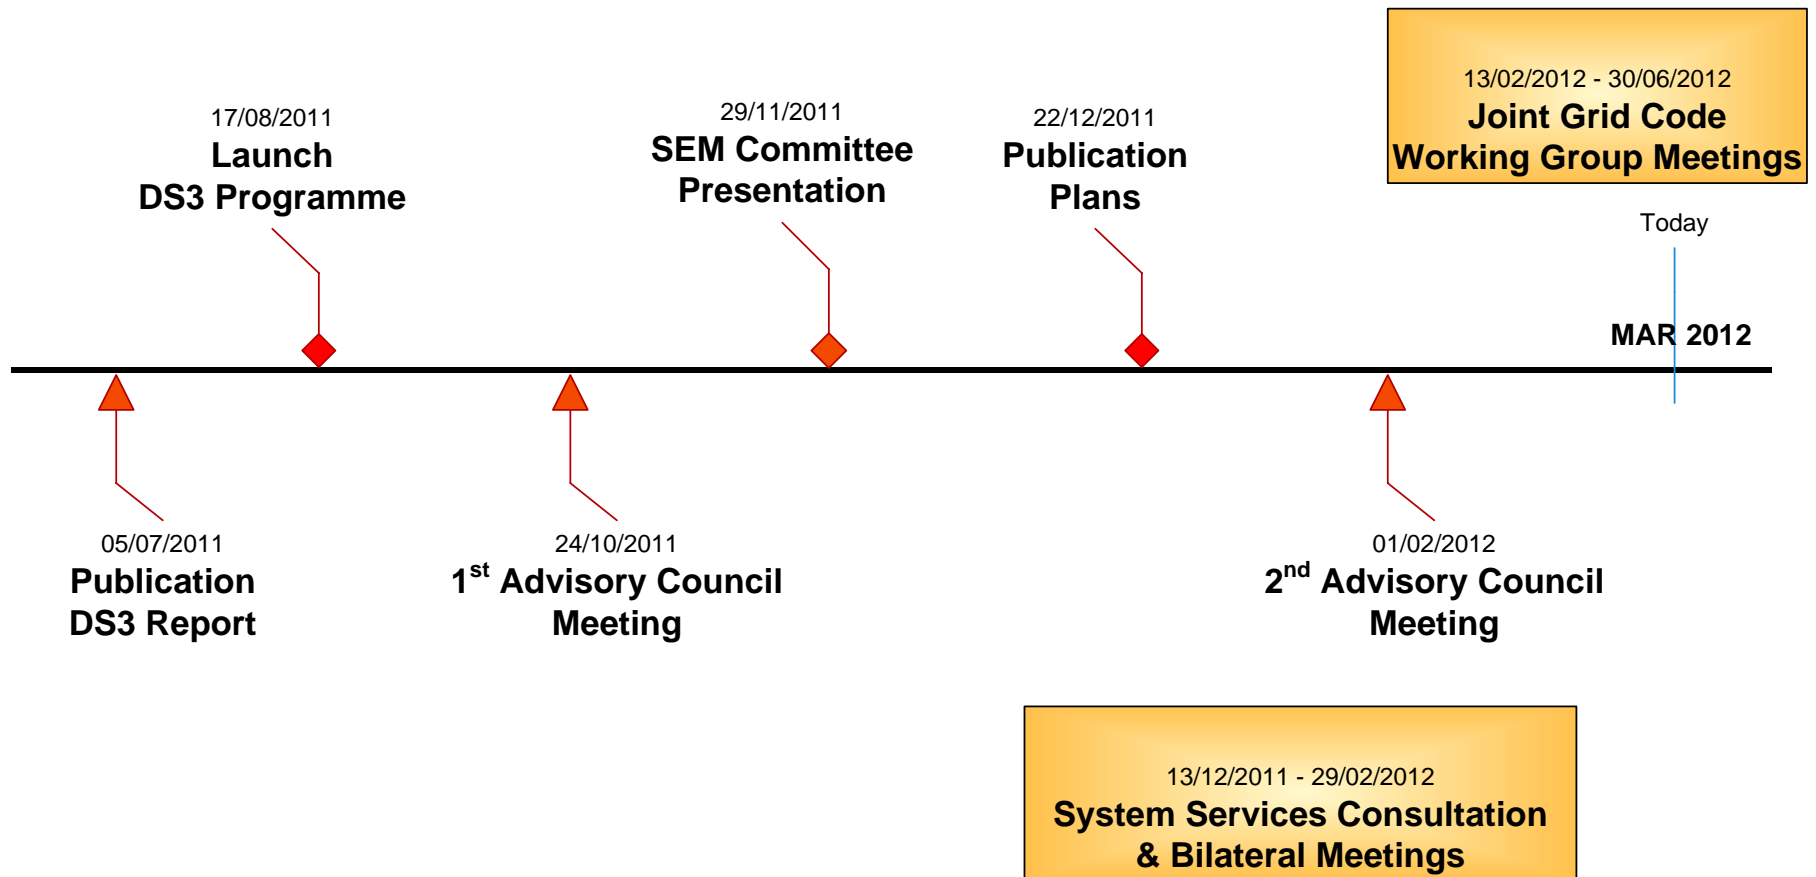 13/02/2012 - 30/06/2012
Joint Grid Code
Working Group Meetings
17/08/2011
Launch
DS3 Programme
29/11/2011
SEM Committee
Presentation
22/12/2011
Publication
Plans
Today
MAR 2012
05/07/2011
Publication
DS3 Report
24/10/2011
1st Advisory Council
Meeting
01/02/2012
2nd Advisory Council
Meeting
13/12/2011 - 29/02/2012
System Services Consultation
& Bilateral Meetings